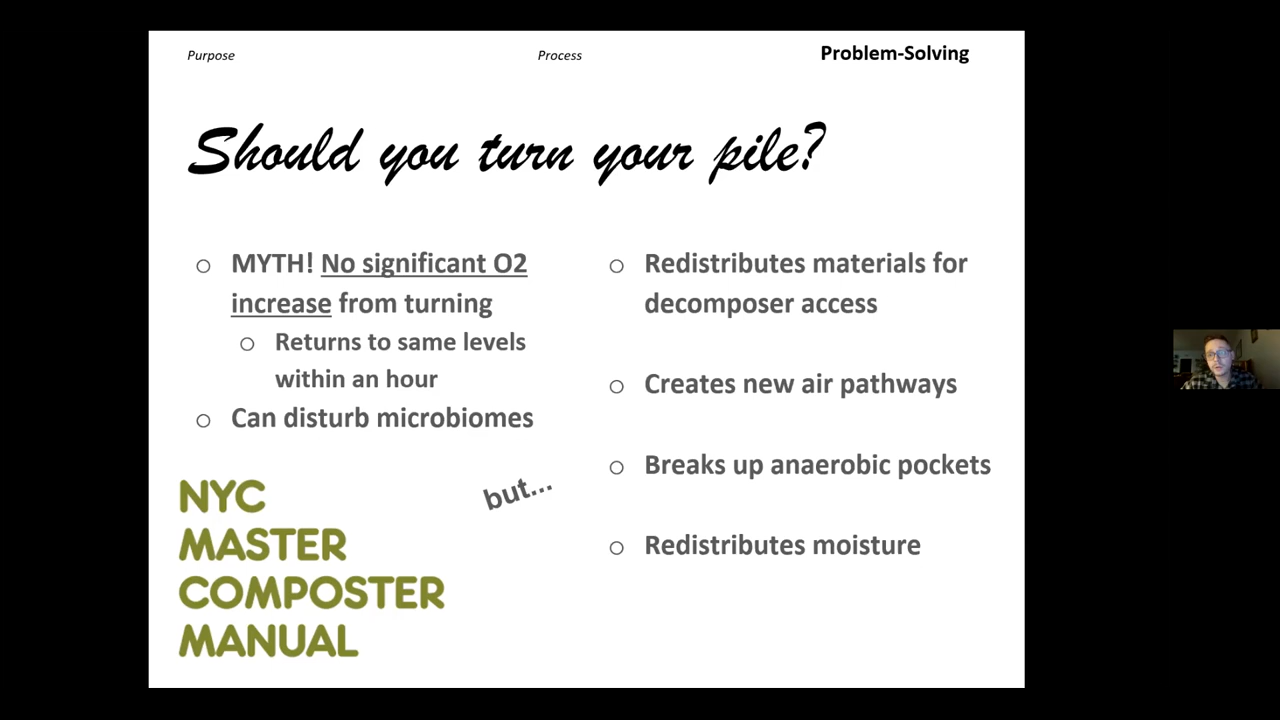 Purpose
Process
Problem-Solving
Should you turn your pile?
MYTH! No significant O2
increase from turning
Returns to same levels
within an hour
Can disturb microbiomes
NYC
MASTER
COMPOSTER
MANUAL
but...
Redistributes materials for
decomposer access
Creates new air pathways
Breaks up anaerobic pockets
Redistributes moisture